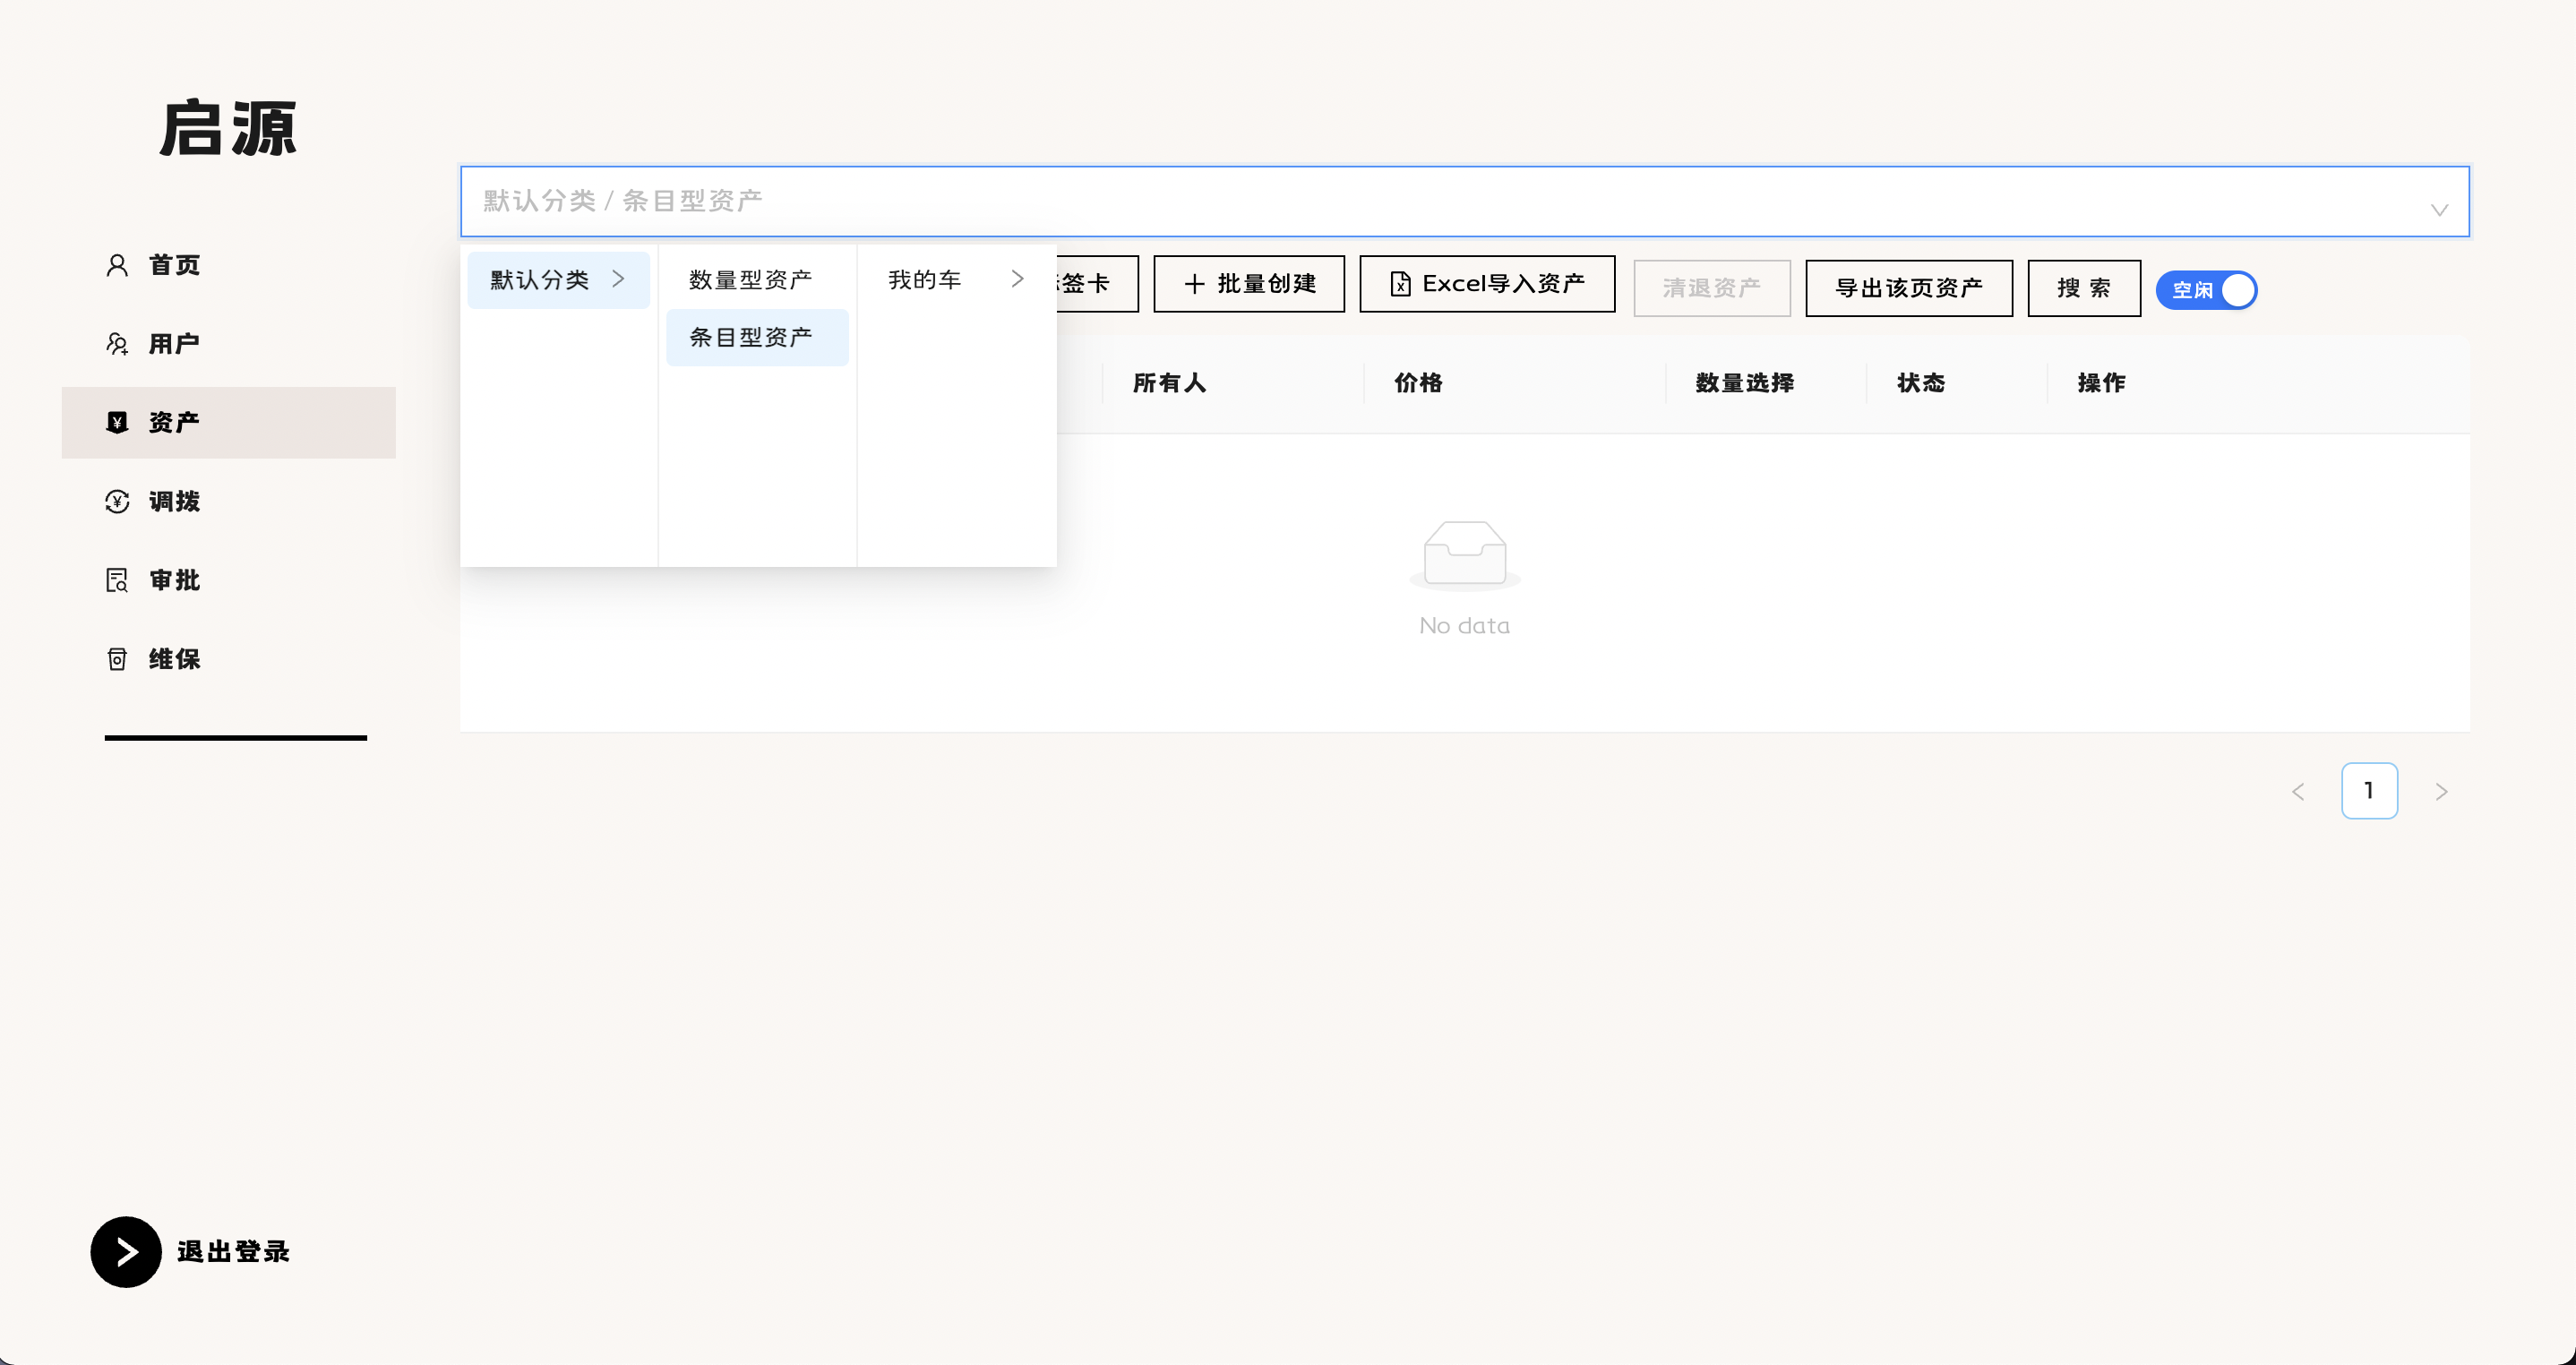 启源
默认分类 / 条目型资产
首页
用户
资产
调拨
审批
维保
退出登录
默认分类
数量型资产
条目型资产
我的车
签卡
批量创建
Excel导入资产
清退资产
导出该页资产
搜 索
空闲
所有人
价格
数量选择
状态
操作
No data
1